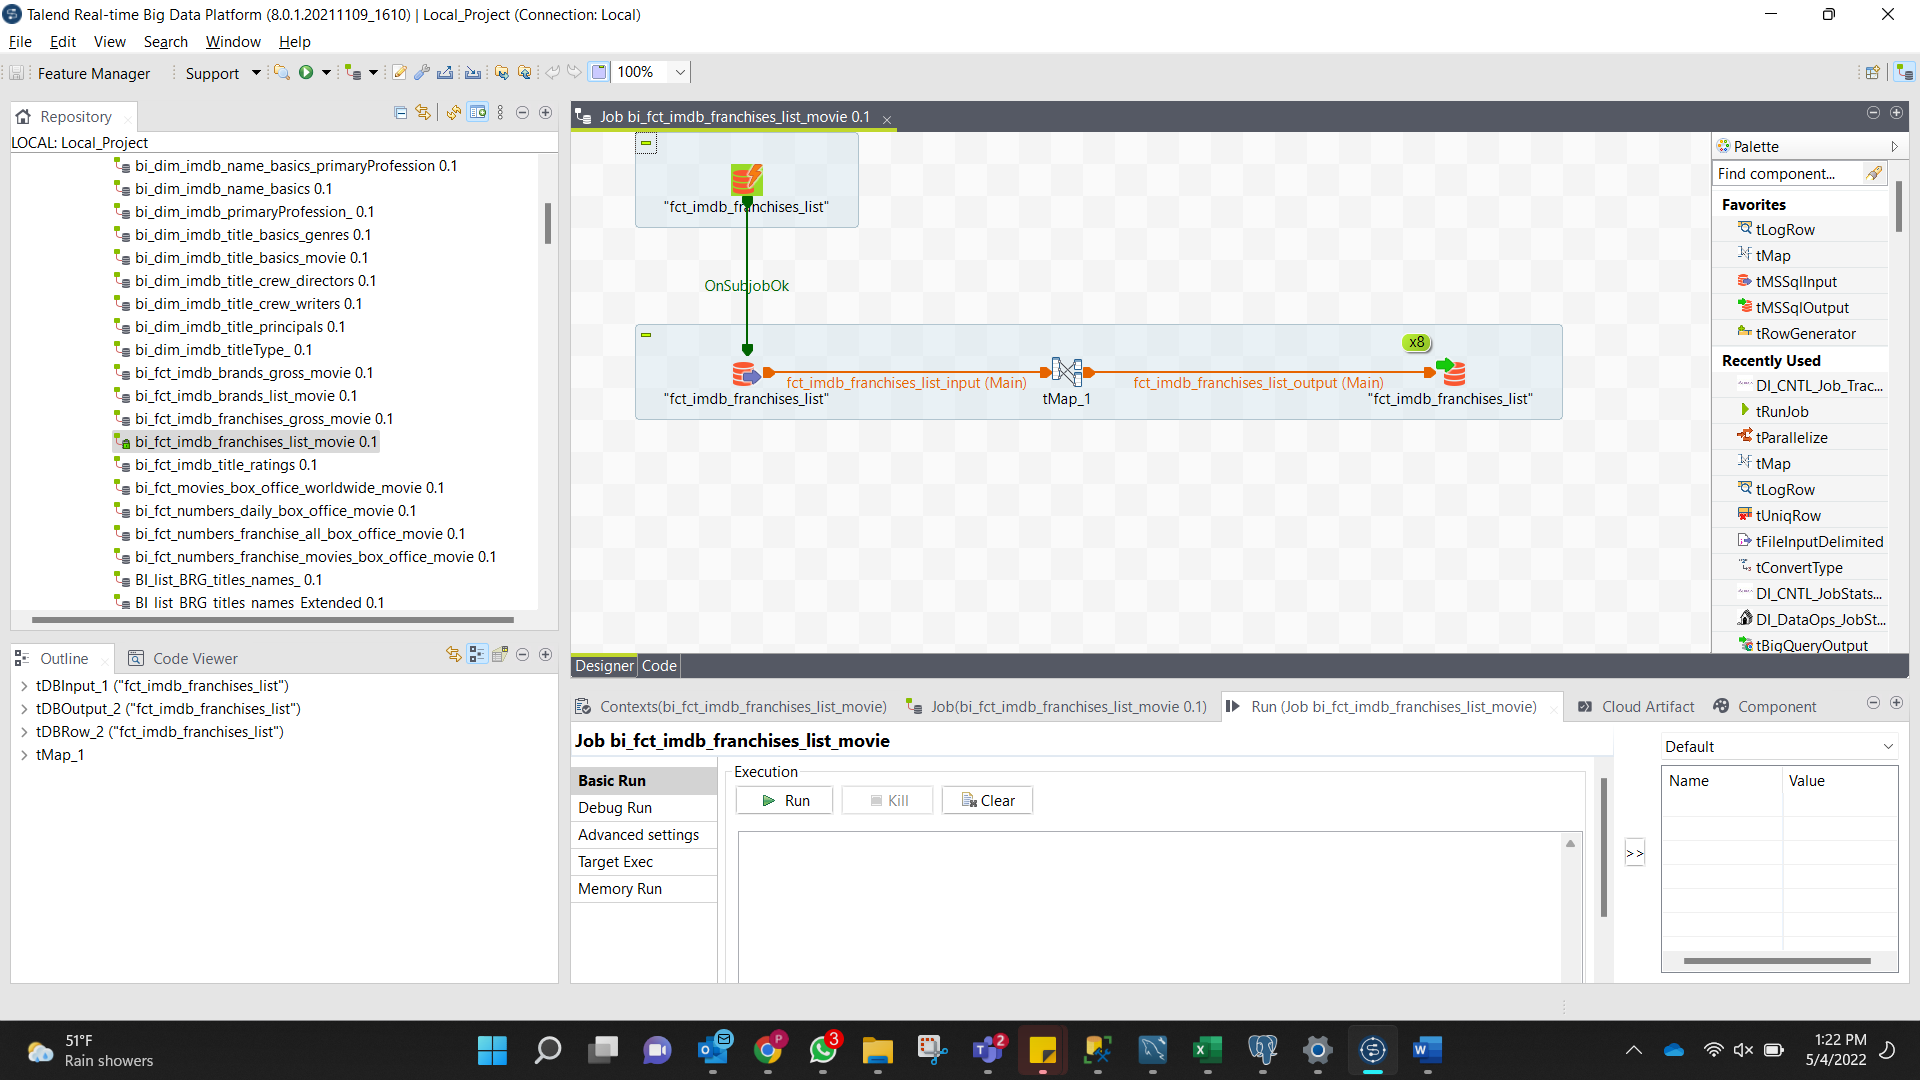 Talend Real-time Big Data Platform (8.0.1.20211109_1610) | Local_Project (Connection: Local)
File Edit View Search Window Help
Feature Manager Support 100%
Repository
LOCAL: Local_Project
bi_dim_imdb_name_basics_primaryProfession 0.1
bi_dim_imdb_name_basics 0.1
bi_dim_imdb_primaryProfession_ 0.1
bi_dim_imdb_title_basics_genres 0.1
bi_dim_imdb_title_basics_movie 0.1
bi_dim_imdb_title_crew_directors 0.1
bi_dim_imdb_title_crew_writers 0.1
bi_dim_imdb_title_principals 0.1
bi_dim_imdb_titleType_ 0.1
bi_fct_imdb_brands_gross_movie 0.1
bi_fct_imdb_brands_list_movie 0.1
bi_fct_imdb_franchises_gross_movie 0.1
bi_fct_imdb_franchises_list_movie 0.1
bi_fct_imdb_title_ratings 0.1
bi_fct_movies_box_office_worldwide_movie 0.1
bi_fct_numbers_daily_box_office_movie 0.1
bi_fct_numbers_franchise_all_box_office_movie 0.1
bi_fct_numbers_franchise_movies_box_office_movie 0.1
BI_list_BRG_titles_names_ 0.1
BI_list_BRG_titles_names_Extended 0.1
Outline Code Viewer
tDBInput_1 ("fct_imdb_franchises_list")
tDBOutput_2 ("fct_imdb_franchises_list")
tDBRow_2 ("fct_imdb_franchises_list")
tMap_1
Job bi_fct_imdb_franchises_list_movie 0.1
"fct_imdb_franchises_list"
OnSubjobOk
x8
fct_imdb_franchises_list_input (Main)
fct_imdb_franchises_list_output (Main)
"fct_imdb_franchises_list"
tMap_1
"fct_imdb_franchises_list"
Designer Code
Palette
Find component...
Favorites
tLogRow
tMap
tMSSqlInput
tMSSqlOutput
tRowGenerator
Recently Used
DI_CNTL_Job_Trac...
tRunJob
tParallelize
tMap
tLogRow
tUniqRow
tFileInputDelimited
tConvertType
DI_CNTL_JobStats...
DI_DataOps_JobSt...
tBigQueryOutput
Contexts(bi_fct_imdb_franchises_list_movie) Job(bi_fct_imdb_franchises_list_movie 0.1) Run (Job bi_fct_imdb_franchises_list_movie) Cloud Artifact Component
Job bi_fct_imdb_franchises_list_movie
Basic Run
Debug Run
Advanced settings
Target Exec
Memory Run
Execution
Run Kill Clear
>>
Default
Name Value
51°F
Rain showers
P
3
2
1:22 PM
5/4/2022